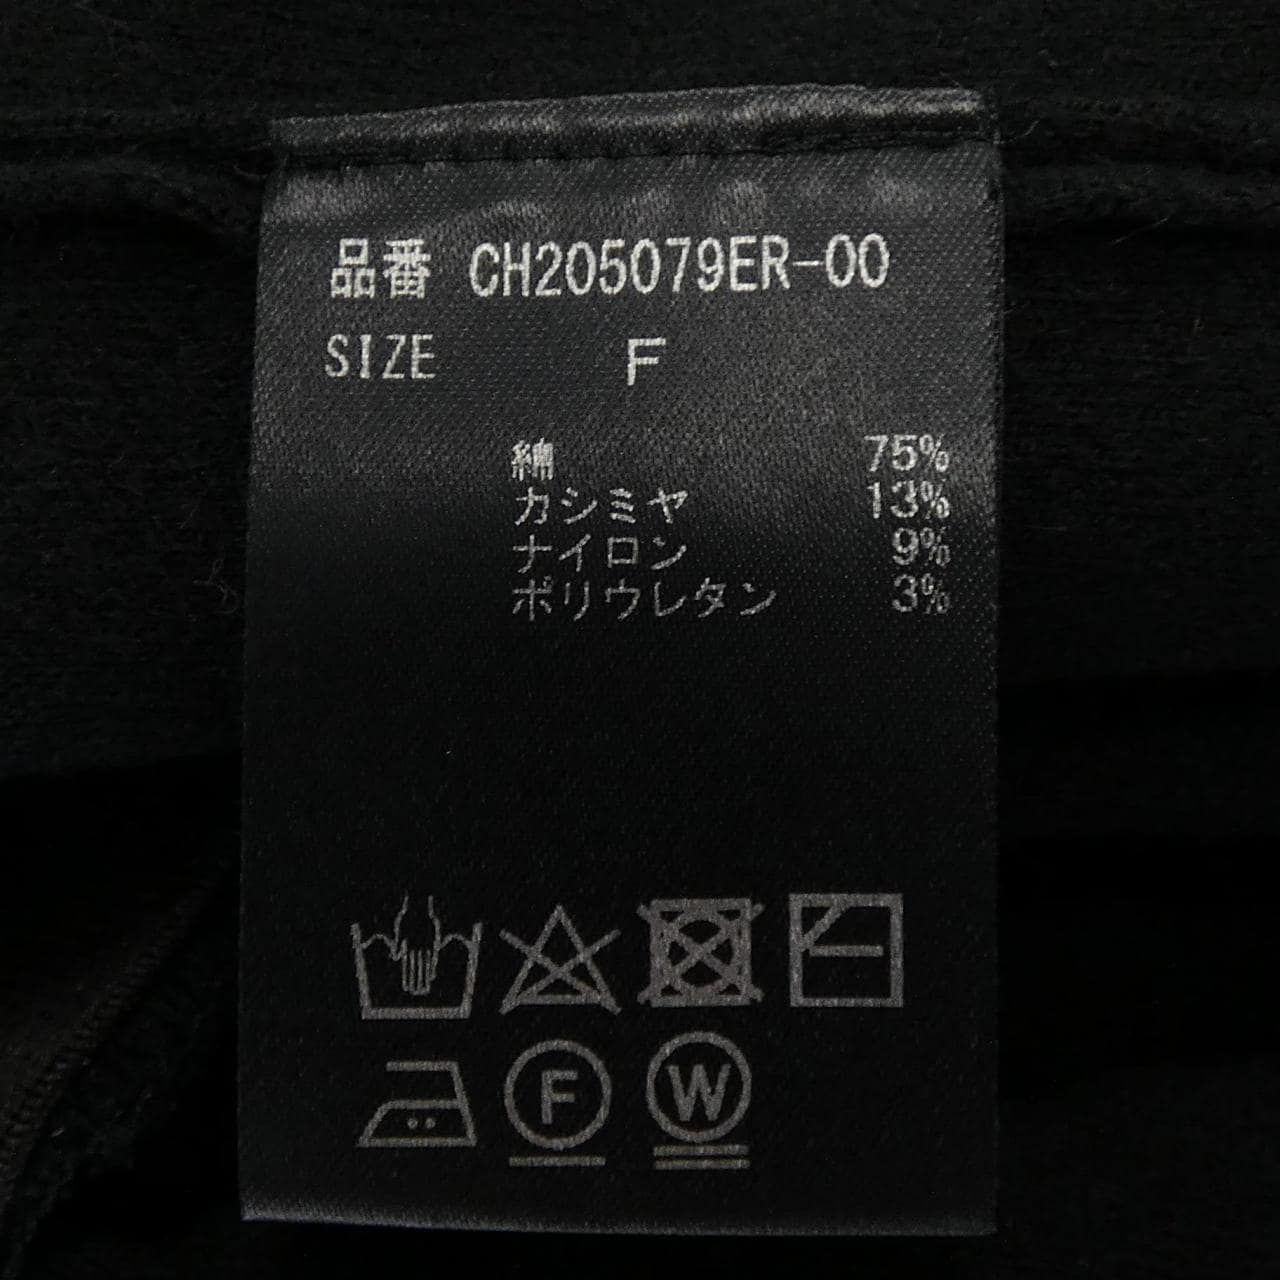 品番 CH205079ER-00
SIZE F
綿 75%
カシミヤ 13%
ナイロン 9%
ポリウレタン 3%
F W